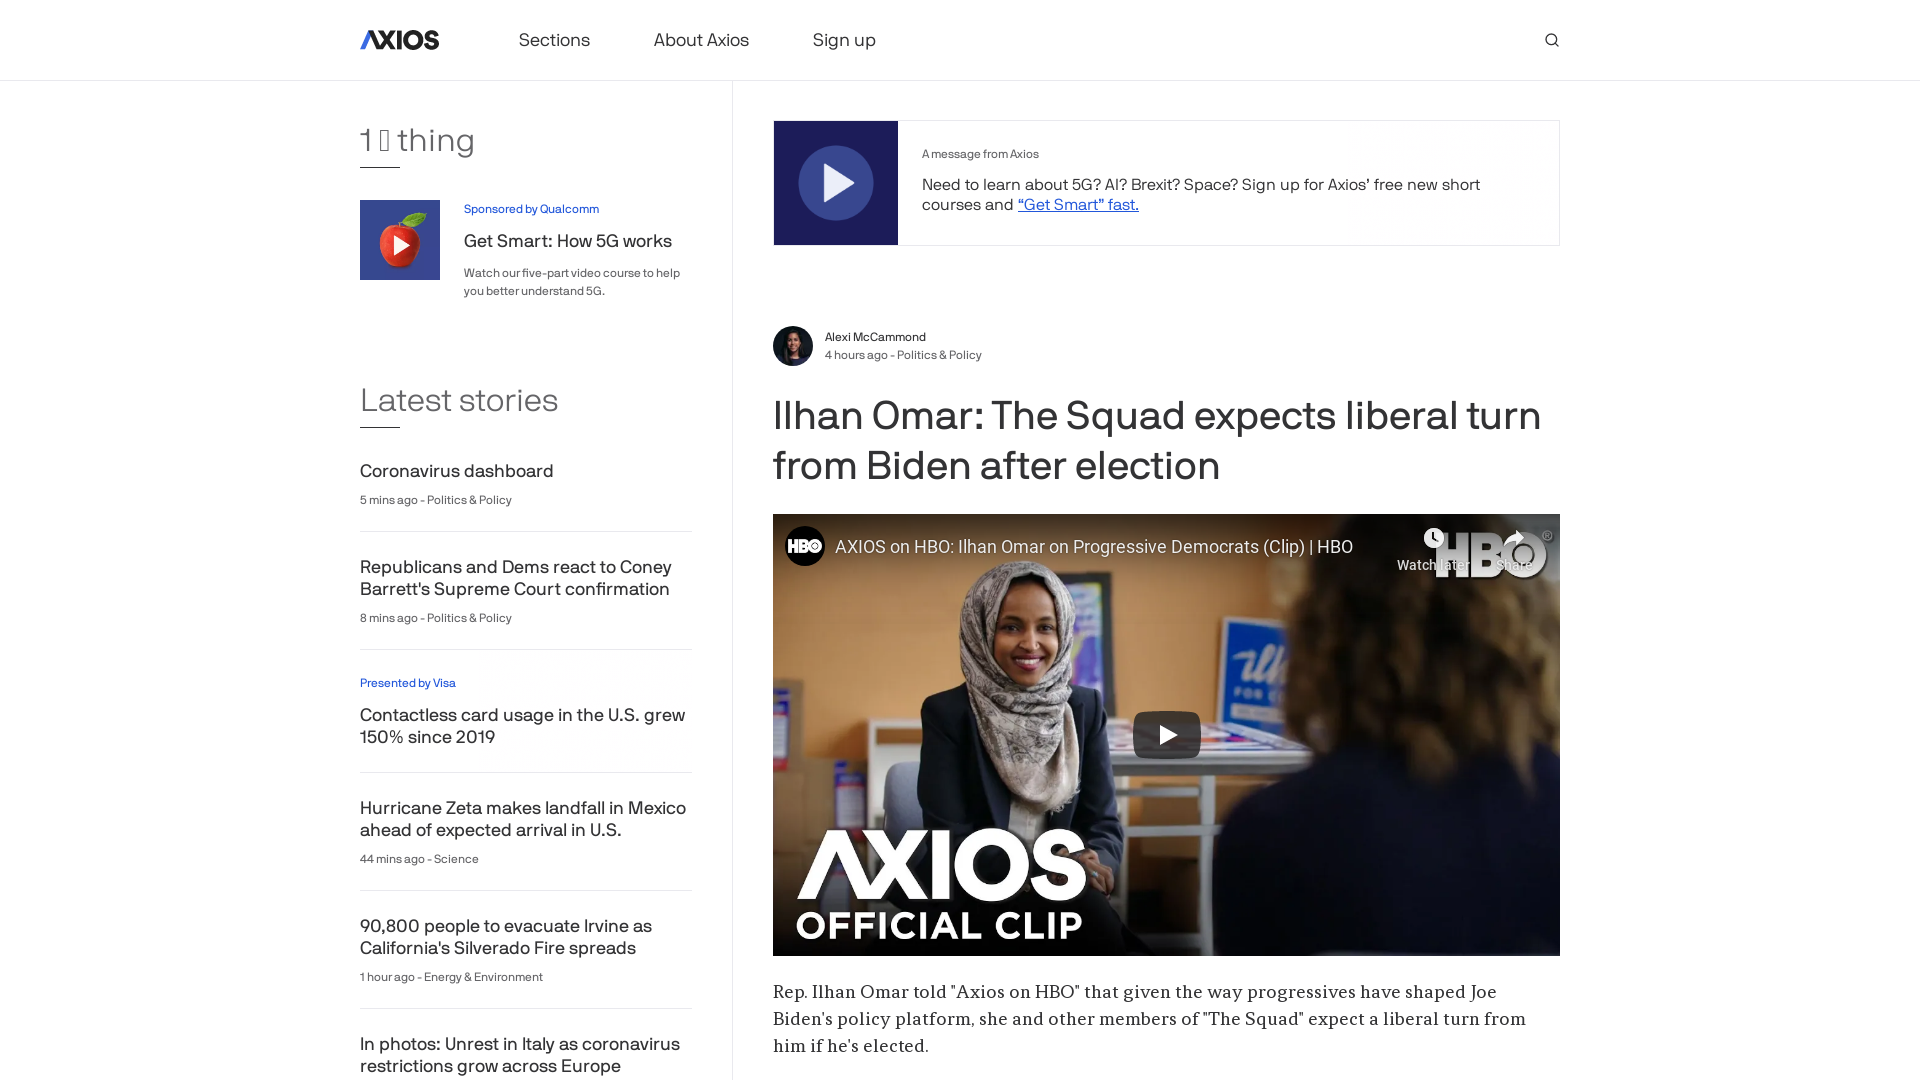 AXIOS
Sections
About Axios
Sign up
1 thing
Sponsored by Qualcomm
Get Smart: How 5G works
Watch our five-part video course to help
you better understand 5G.
Latest stories
Coronavirus dashboard
5 mins ago - Politics & Policy
Republicans and Dems react to Coney
Barrett's Supreme Court confirmation
8 mins ago - Politics & Policy
Presented by Visa
Contactless card usage in the U.S. grew
150% since 2019
Hurricane Zeta makes landfall in Mexico
ahead of expected arrival in U.S.
44 mins ago - Science
90,800 people to evacuate Irvine as
California's Silverado Fire spreads
1 hour ago - Energy & Environment
In photos: Unrest in Italy as coronavirus
restrictions grow across Europe
A message from Axios
Need to learn about 5G? AI? Brexit? Space? Sign up for Axios’ free new short
courses and “Get Smart” fast.
Alexi McCammond
4 hours ago - Politics & Policy
Ilhan Omar: The Squad expects liberal turn
from Biden after election
HBO AXIOS on HBO: Ilhan Omar on Progressive Democrats (Clip) | HBO
Watch later
Share
HBO®
AXIOS
OFFICIAL CLIP
Rep. Ilhan Omar told "Axios on HBO" that given the way progressives have shaped Joe
Biden's policy platform, she and other members of "The Squad" expect a liberal turn from
him if he's elected.